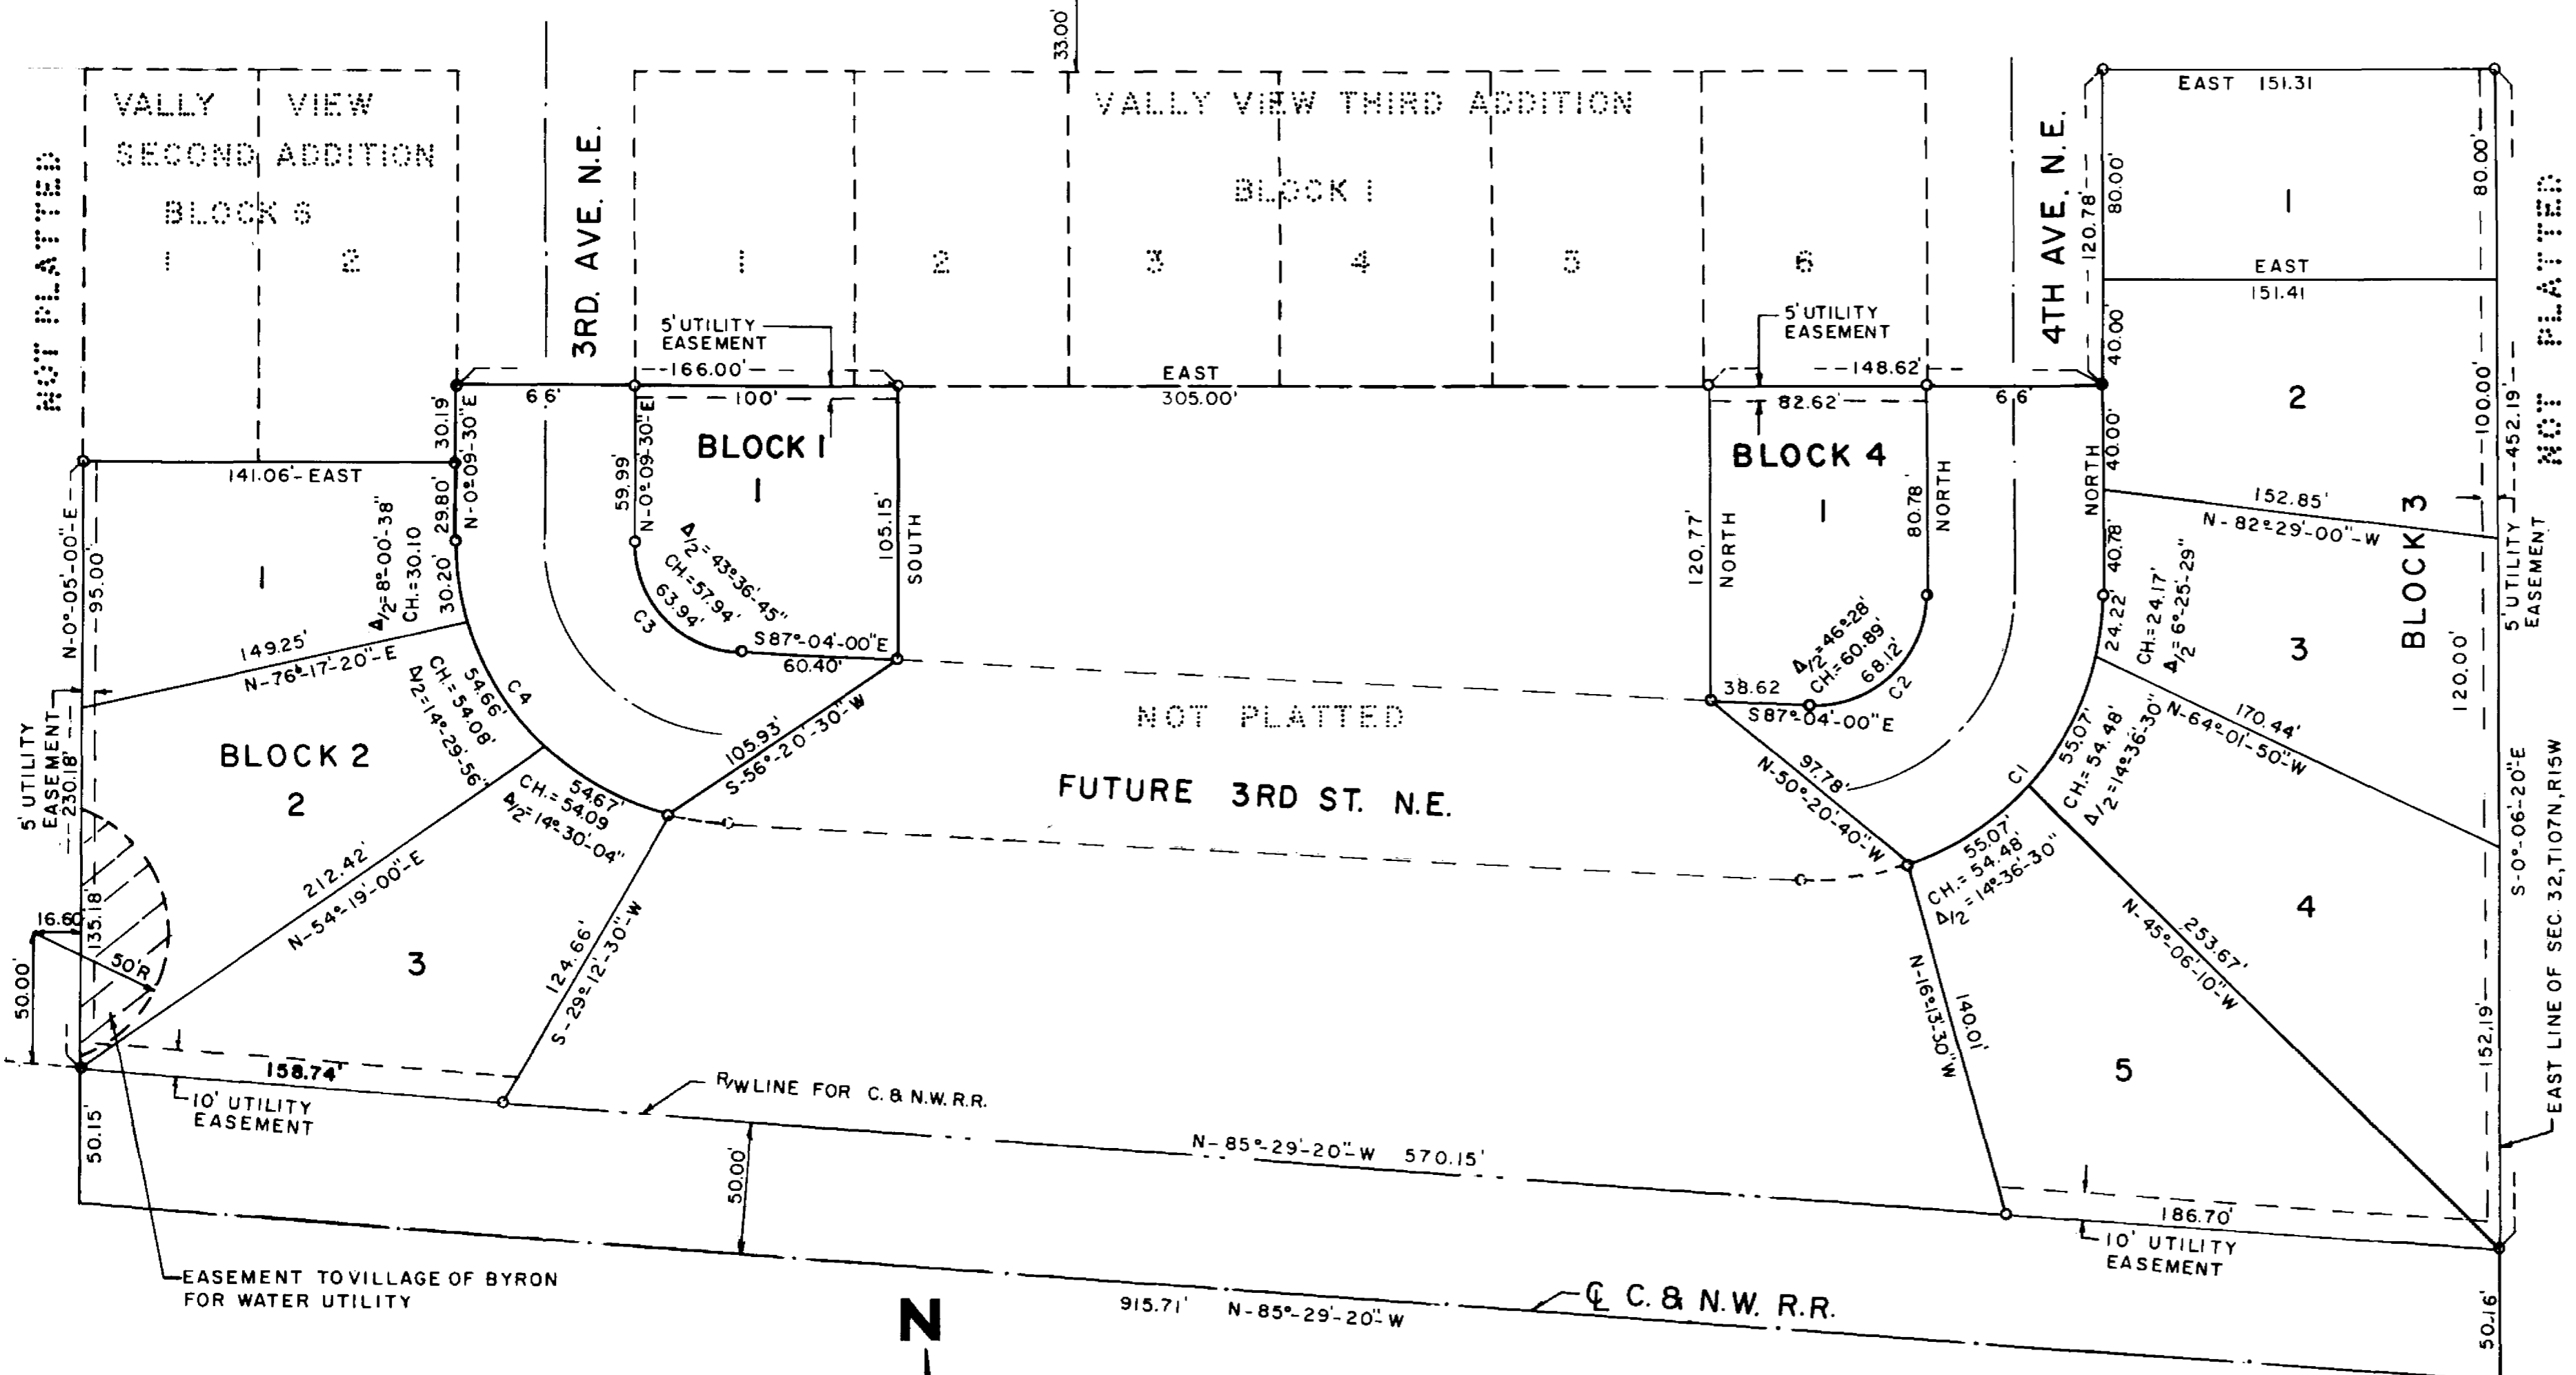 33.00'
VALLY VIEW
SECOND ADDITION
BLOCK 6
1 2
NOT PLATTED
3RD. AVE. N.E.
VALLY VIEW THIRD ADDITION
BLOCK 1
1 2 3 4 5 6
4TH AVE. N.E.
EAST 151.31
80.00'
80.00'
120.78'
1
EAST
151.41
40.00'
2
100.00'
452.19'
NOT PLATTED
5' UTILITY
EASEMENT
166.00'
66'
100'
EAST
305.00'
5' UTILITY
EASEMENT
148.62'
82.62'
66'
30.19'
N-0°-09'-30"E
29.80'
N-0°-09'-30"E
59.99'
BLOCK 1
1
105.15'
SOUTH
Δ/2=43°-36'-45"
CH.=57.94'
63.94'
C3
S87°-04'-00"E
60.40'
BLOCK 4
1
120.77'
NORTH
80.78'
NORTH
Δ/2=46°-28'
CH.=60.89'
68.12'
C2
38.62
S87°-04'-00"E
NORTH
40.00'
40.78'
152.85'
N-82°-29'-00"-W
BLOCK 3
5' UTILITY
EASEMENT
24.22'
CH.=24.17'
Δ/2=6°-25'-29"
3
120.00'
170.44'
N-64°-01'-50"W
141.06'-EAST
N-0°-05'-00"-E
95.00'
1
30.20'
Δ/2=8°-00'-38"
CH.=30.10
149.25'
N-76°-17'-20"-E
C4
54.66'
CH.=54.08'
Δ/2=14°-29'-56"
BLOCK 2
2
5' UTILITY
EASEMENT
230.18'
135.18'
16.60'
50'R
50.00'
212.42'
N-54°-19'-00"-E
54.67'
CH.=54.09
Δ/2=14°-30'-04"
105.93'
S-56°-20'-30"-W
3
124.66'
S-29°-12'-30"-W
NOT PLATTED
FUTURE 3RD ST. N.E.
97.78'
N-50°-20'-40"-W
C1
55.07'
CH.=54.48'
Δ/2=14°-36'-30"
55.07'
CH.=54.48'
Δ/2=14°-36'-30"
4
253.67'
N-45°-06'-10"-W
N-16°-13'-30"W
140.01'
5
152.19'
S-0°-06'-20"-E
EAST LINE OF SEC. 32,T107N,R15W
158.74'
10' UTILITY
EASEMENT
50.15'
R/W LINE FOR C. & N.W. R.R.
50.00'
N-85°-29'-20"-W 570.15'
186.70'
10' UTILITY
EASEMENT
EASEMENT TO VILLAGE OF BYRON
FOR WATER UTILITY
N
915.71' N-85°-29'-20"-W
℄ C. & N.W. R.R.
50.16'